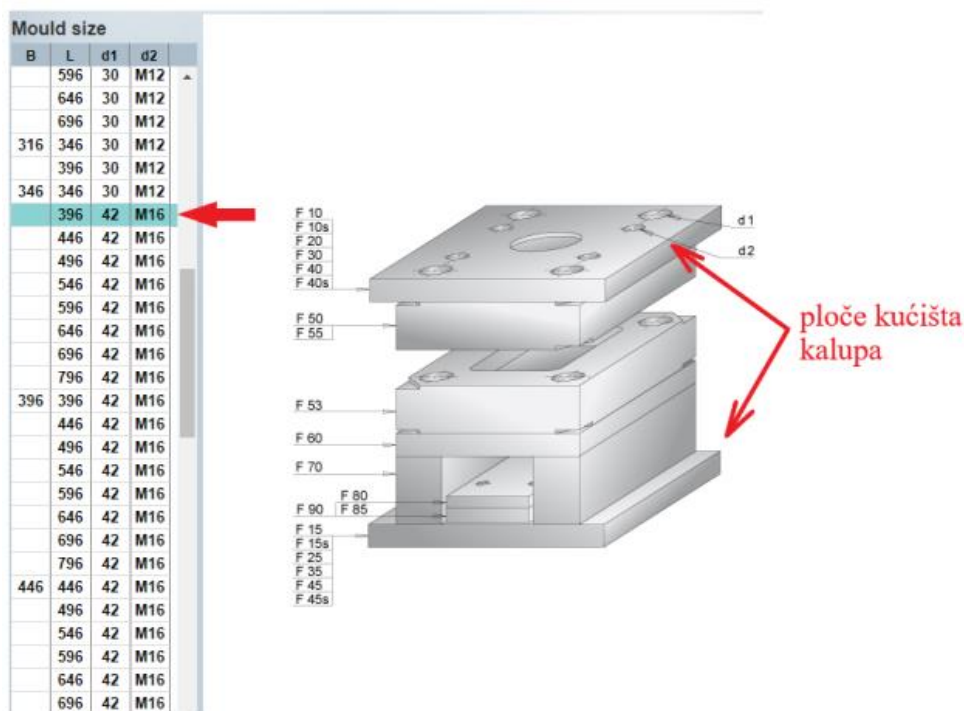 Mould size
B L d1 d2
596 30 M12
646 30 M12
696 30 M12
316 346 30 M12
396 30 M12
346 346 30 M12
396 42 M16
446 42 M16
496 42 M16
546 42 M16
596 42 M16
646 42 M16
696 42 M16
796 42 M16
396 396 42 M16
446 42 M16
496 42 M16
546 42 M16
596 42 M16
646 42 M16
696 42 M16
796 42 M16
446 446 42 M16
496 42 M16
546 42 M16
596 42 M16
646 42 M16
696 42 M16
F 10
F 10s
F 20
F 30
F 40
F 40s
d1
d2
F 50
F 55
ploče kućišta
kalupa
F 53
F 60
F 70
F 80
F 90 F 85
F 15
F 15s
F 25
F 35
F 45
F 45s